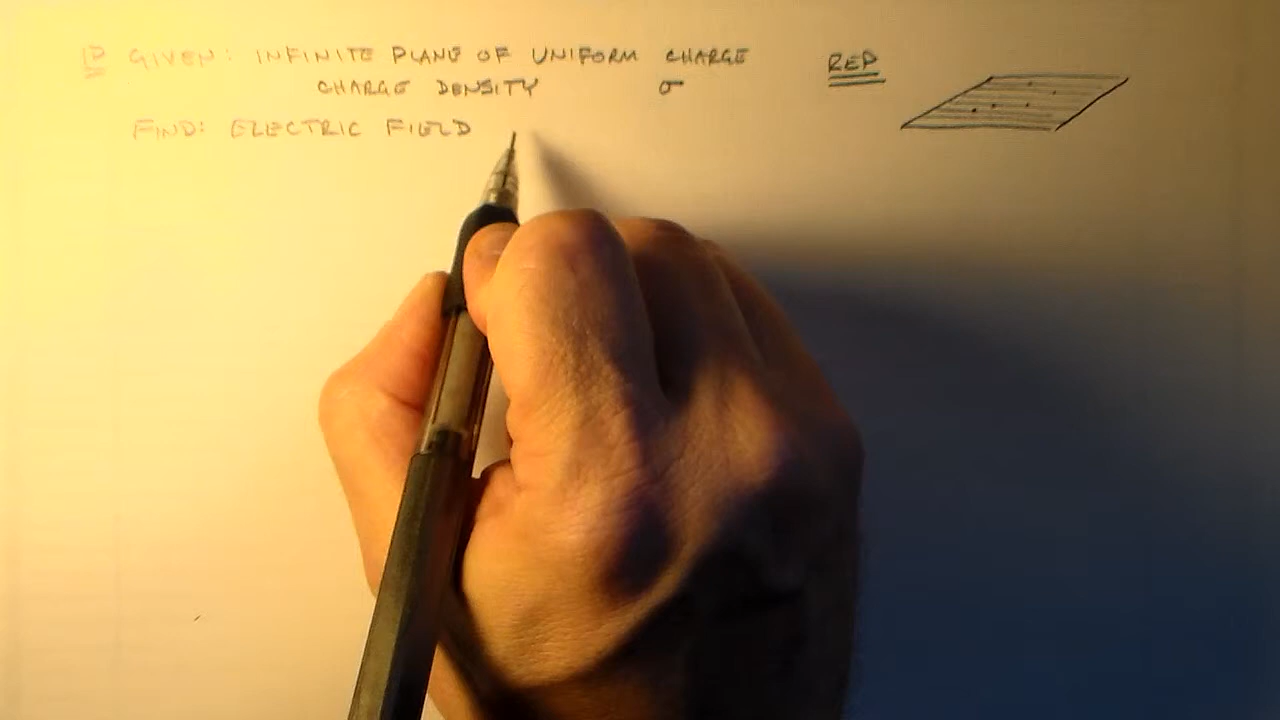 P GIVEN: INFINITE PLANE OF UNIFORM CHARGE REP
CHARGE DENSITY σ
FIND: ELECTRIC FIELD